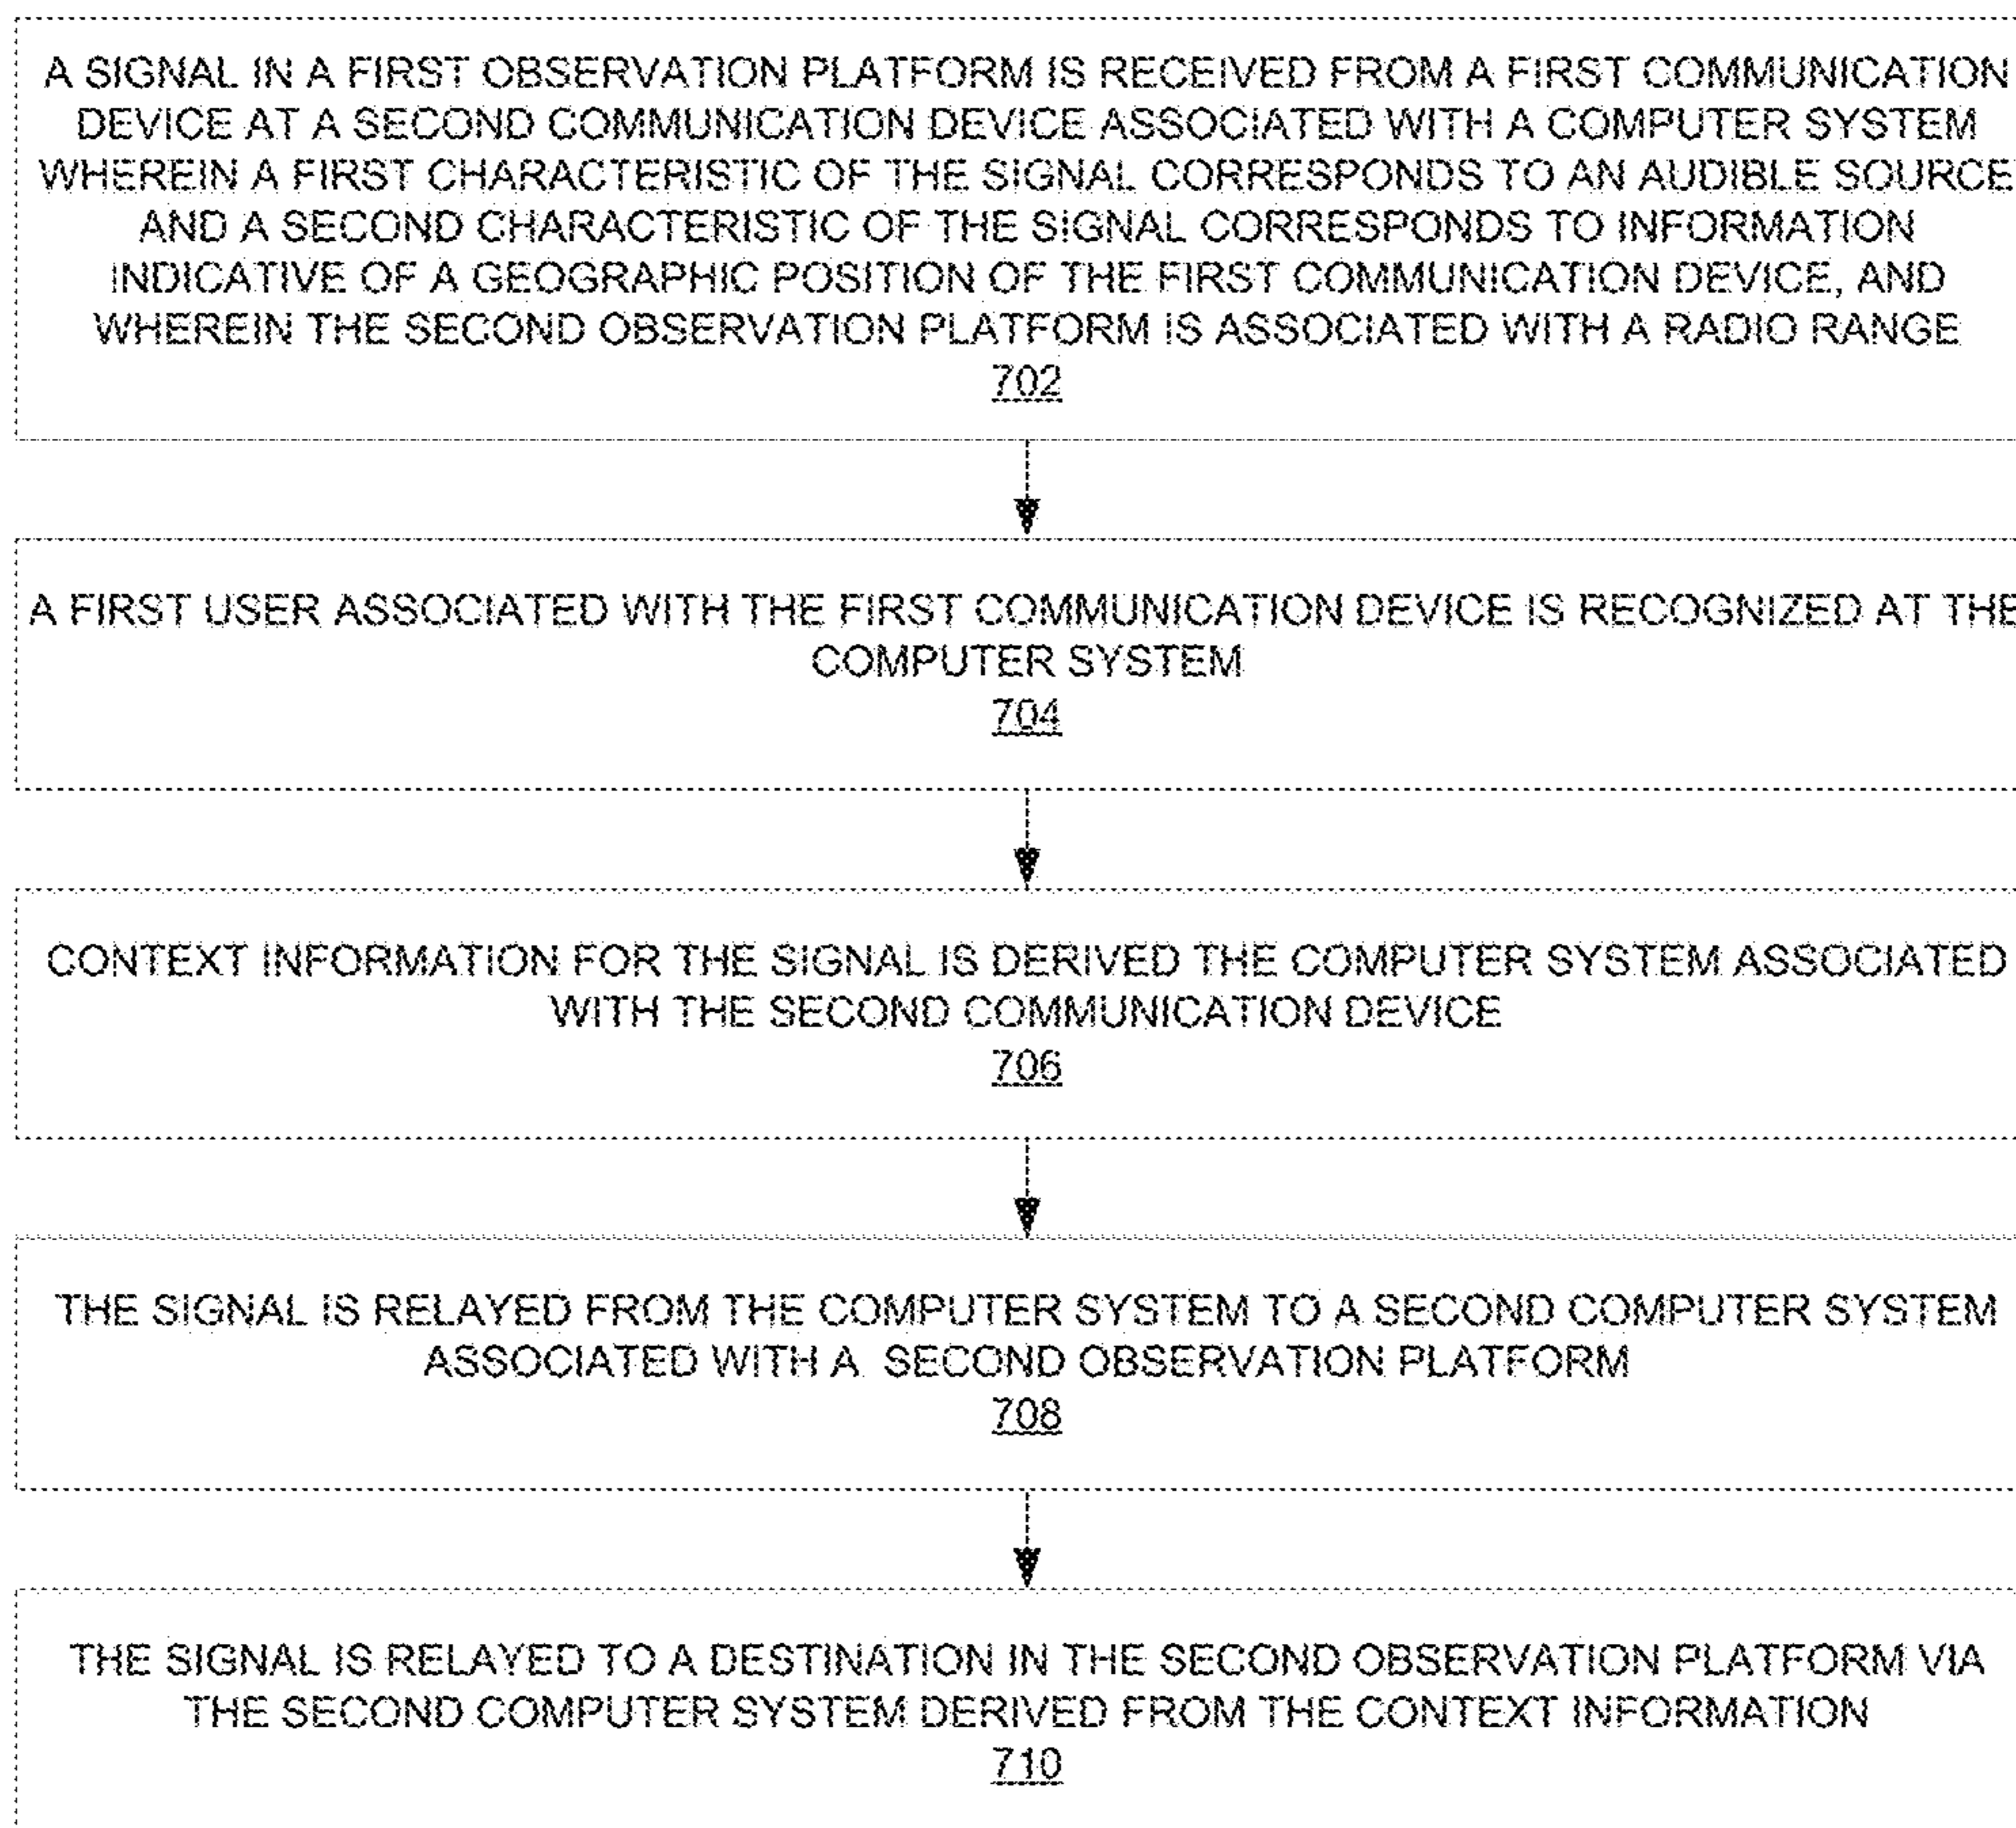 A SIGNAL IN A FIRST OBSERVATION PLATFORM IS RECEIVED FROM A FIRST COMMUNICATION
DEVICE AT A SECOND COMMUNICATION DEVICE ASSOCIATED WITH A COMPUTER SYSTEM
WHEREIN A FIRST CHARACTERISTIC OF THE SIGNAL CORRESPONDS TO AN AUDIBLE SOURCE
AND A SECOND CHARACTERISTIC OF THE SIGNAL CORRESPONDS TO INFORMATION
INDICATIVE OF A GEOGRAPHIC POSITION OF THE FIRST COMMUNICATION DEVICE, AND
WHEREIN THE SECOND OBSERVATION PLATFORM IS ASSOCIATED WITH A RADIO RANGE
702
A FIRST USER ASSOCIATED WITH THE FIRST COMMUNICATION DEVICE IS RECOGNIZED AT THE
COMPUTER SYSTEM
704
CONTEXT INFORMATION FOR THE SIGNAL IS DERIVED THE COMPUTER SYSTEM ASSOCIATED
WITH THE SECOND COMMUNICATION DEVICE
706
THE SIGNAL IS RELAYED FROM THE COMPUTER SYSTEM TO A SECOND COMPUTER SYSTEM
ASSOCIATED WITH A SECOND OBSERVATION PLATFORM
708
THE SIGNAL IS RELAYED TO A DESTINATION IN THE SECOND OBSERVATION PLATFORM VIA
THE SECOND COMPUTER SYSTEM DERIVED FROM THE CONTEXT INFORMATION
710